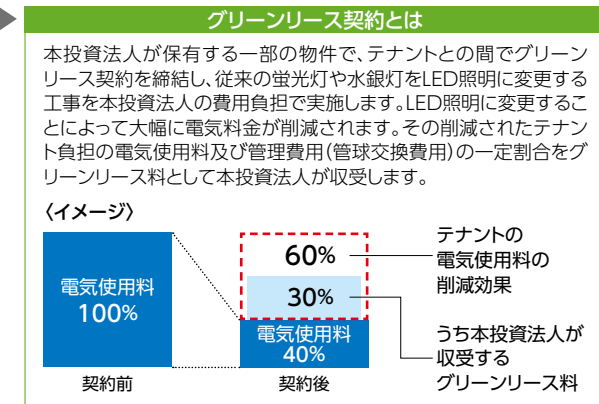 グリーンリース契約とは
本投資法人が保有する一部の物件で、テナントとの間でグリーン
リース契約を締結し、従来の蛍光灯や水銀灯をLED照明に変更する
工事を本投資法人の費用負担で実施します。LED照明に変更するこ
とによって大幅に電気料金が削減されます。その削減されたテナン
ト負担の電気使用料及び管理費用(管球交換費用)の一定割合をグ
リーンリース料として本投資法人が収受します。
〈イメージ〉
電気使用料
100%
契約前
60%
30%
電気使用料
40%
契約後
テナントの
電気使用料の
削減効果
うち本投資法人が
収受する
グリーンリース料